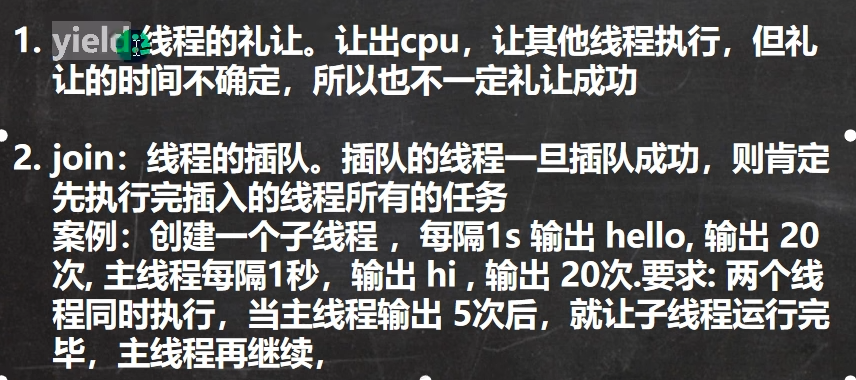 1. yield:线程的礼让。让出cpu，让其他线程执行，但礼
让的时间不确定，所以也不一定礼让成功
2. join：线程的插队。插队的线程一旦插队成功，则肯定
先执行完插入的线程所有的任务
案例：创建一个子线程 ，每隔1s 输出 hello, 输出 20
次, 主线程每隔1秒，输出 hi , 输出 20次.要求: 两个线
程同时执行，当主线程输出 5次后，就让子线程运行完
毕，主线程再继续，